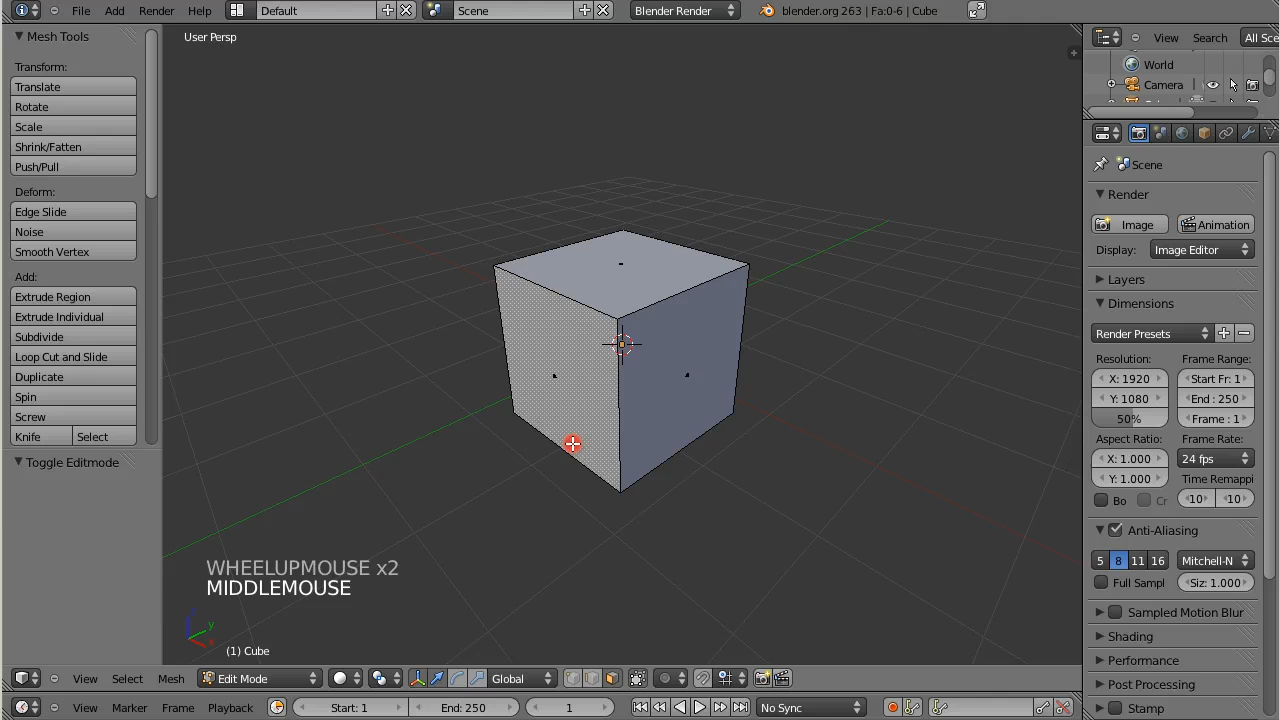 File Add Render Help Default Scene Blender Render blender.org 263 | Fa:0-6 | Cube
Mesh Tools
Transform:
Translate
Rotate
Scale
Shrink/Fatten
Push/Pull
Deform:
Edge Slide
Noise
Smooth Vertex
Add:
Extrude Region
Extrude Individual
Subdivide
Loop Cut and Slide
Duplicate
Spin
Screw
Knife Select
Toggle Editmode
User Persp
WHEELUPMOUSE x2
MIDDLEMOUSE
z
y
x
(1) Cube
View Search All Sce
World
Camera
Scene
Render
Image Animation
Display: Image Editor
Layers
Dimensions
Render Presets
Resolution: Frame Range:
X: 1920 Start Fr: 1
Y: 1080 End : 250
50% Frame : 1
Aspect Ratio: Frame Rate:
X: 1.000 24 fps
Y: 1.000 Time Remappi
Bo Cr 10 10
Anti-Aliasing
5 8 11 16 Mitchell-N
Full Sampl Siz: 1.000
Sampled Motion Blur
Shading
Performance
Post Processing
Stamp
View Select Mesh Edit Mode Global
View Marker Frame Playback Start: 1 End: 250 1 No Sync